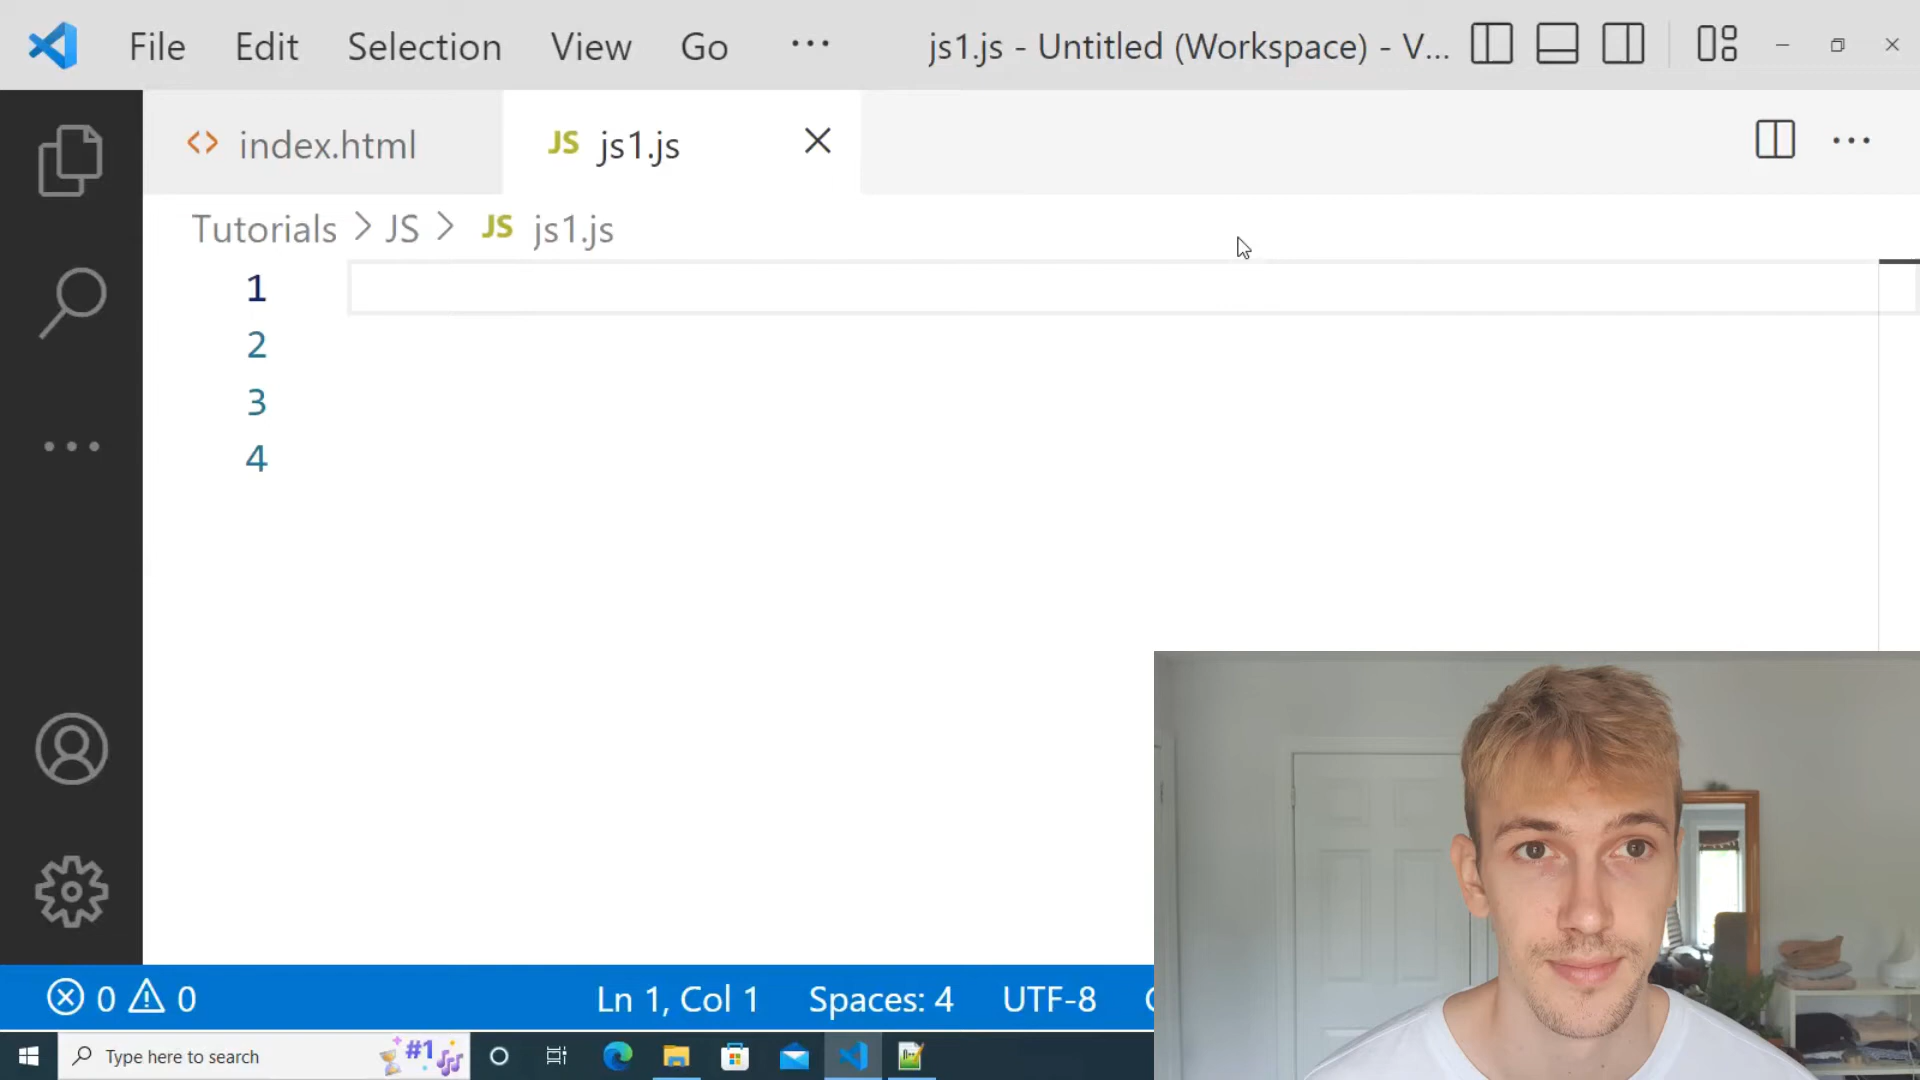 File Edit Selection View Go ··· js1.js - Untitled (Workspace) - V...
<> index.html JS js1.js
Tutorials > JS > JS js1.js
1
2
3
4
0 0 Ln 1, Col 1 Spaces: 4 UTF-8
Type here to search #1